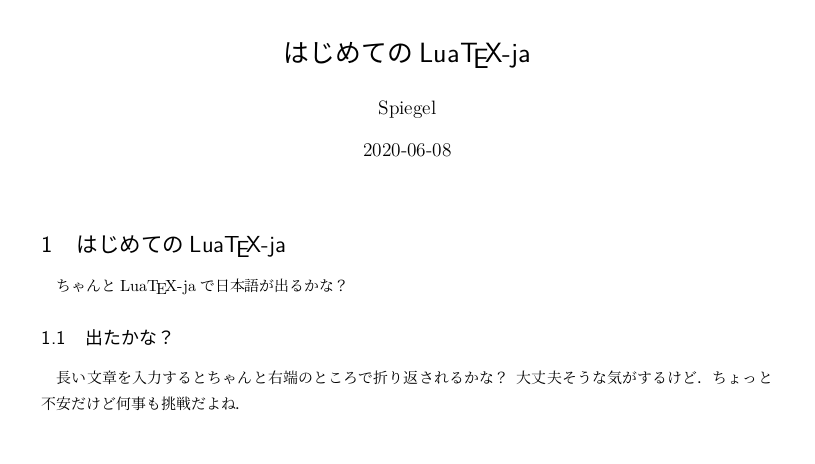 はじめての LuaTEX-ja
Spiegel
2020-06-08
1 はじめての LuaTEX-ja
ちゃんと LuaTEX-ja で日本語が出るかな？
1.1 出たかな？
長い文章を入力するとちゃんと右端のところで折り返されるかな？ 大丈夫そうな気がするけど．ちょっと
不安だけど何事も挑戦だよね．